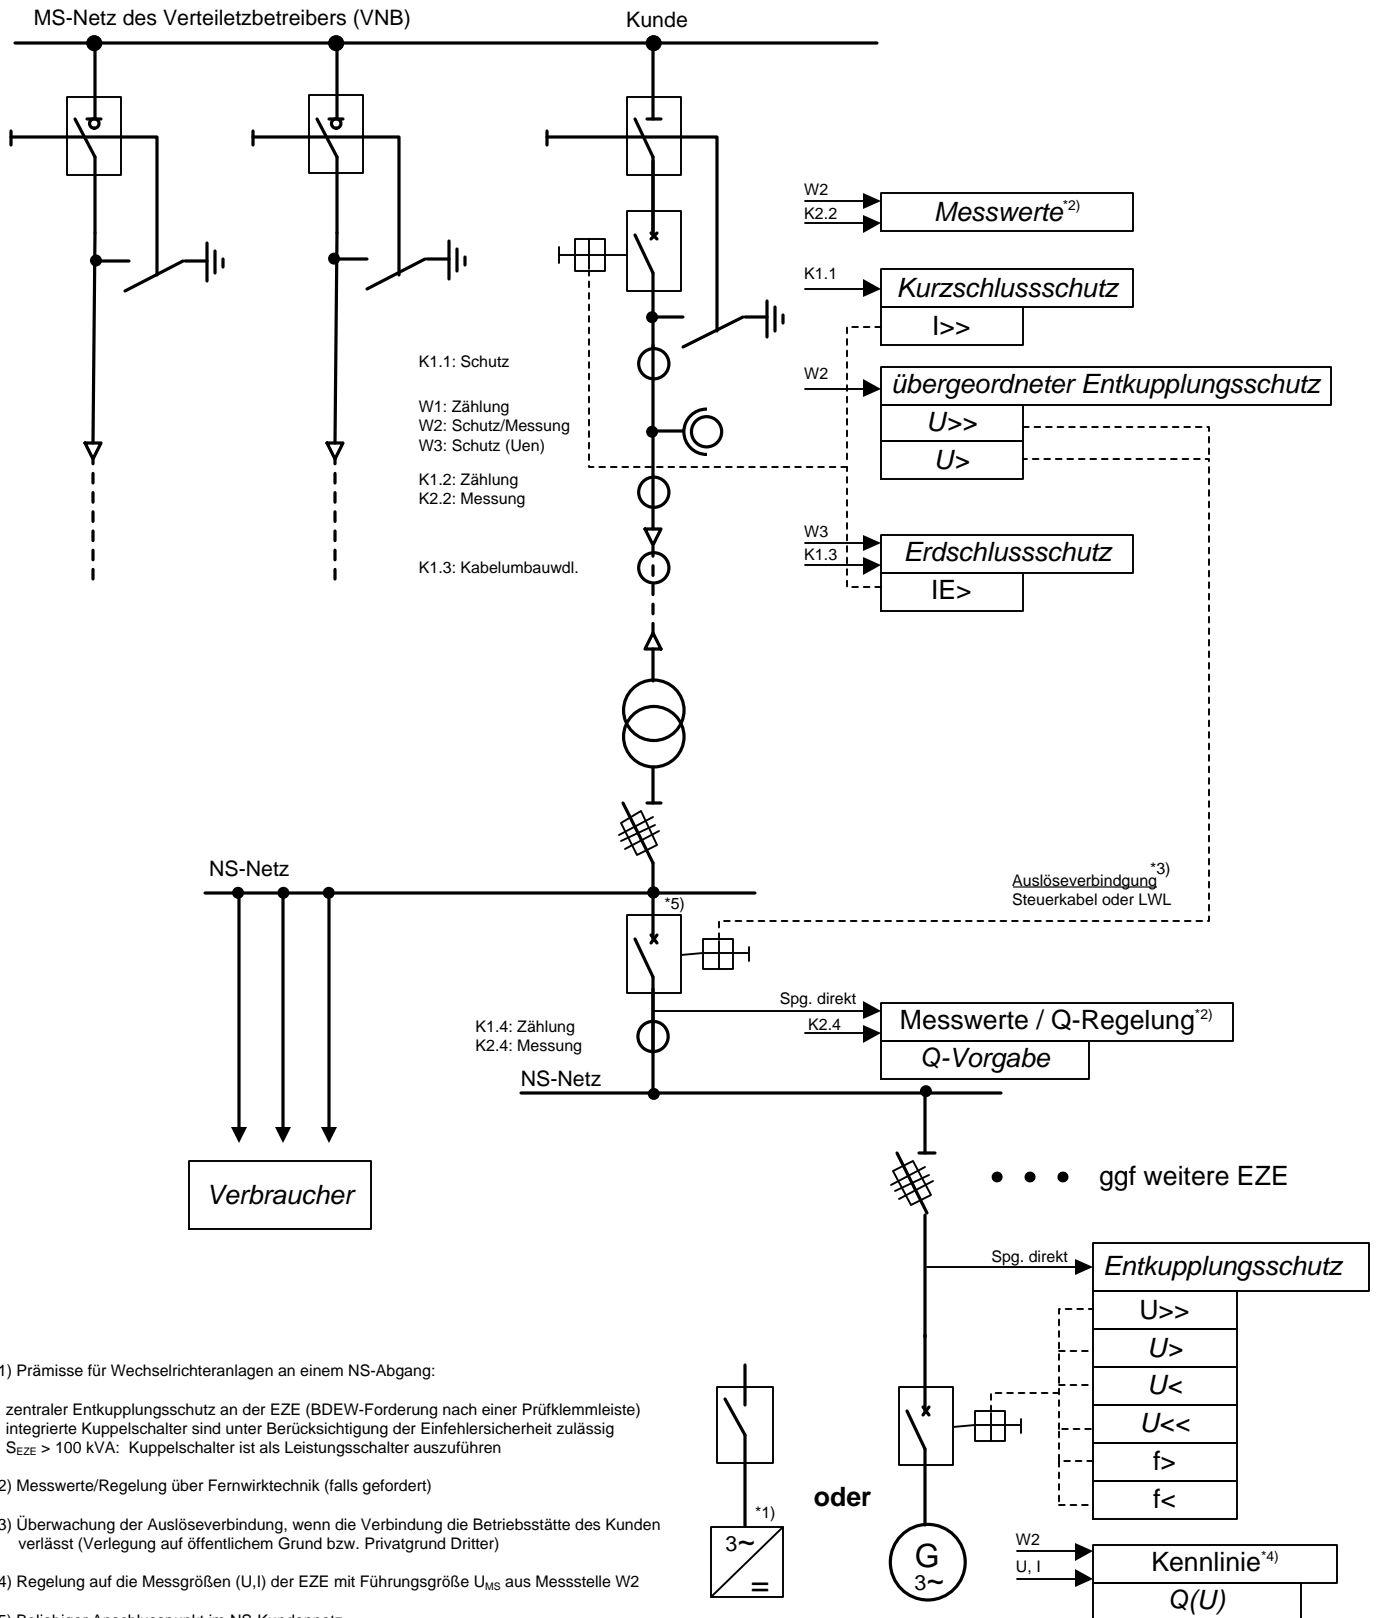 MS-Netz des Verteiletzbetreibers (VNB)
Kunde
W2
K2.2
Messwerte*2)
K1.1
Kurzschlussschutz
I>>
K1.1: Schutz
W2
übergeordneter Entkupplungsschutz
U>>
U>
W1: Zählung
W2: Schutz/Messung
W3: Schutz (Uen)
K1.2: Zählung
K2.2: Messung
W3
K1.3
Erdschlussschutz
IE>
K1.3: Kabelumbauwdl.
NS-Netz
*5)
Auslöseverbindgung*3)
Steuerkabel oder LWL
Spg. direkt
K2.4
Messwerte / Q-Regelung*2)
Q-Vorgabe
K1.4: Zählung
K2.4: Messung
NS-Netz
Verbraucher
ggf weitere EZE
Spg. direkt
Entkupplungsschutz
U>>
U>
U<
U<<
f>
f<
1) Prämisse für Wechselrichteranlagen an einem NS-Abgang:
zentraler Entkupplungsschutz an der EZE (BDEW-Forderung nach einer Prüfklemmleiste)
integrierte Kuppelschalter sind unter Berücksichtigung der Einfehlersicherheit zulässig
SEZE > 100 kVA: Kuppelschalter ist als Leistungsschalter auszuführen
2) Messwerte/Regelung über Fernwirktechnik (falls gefordert)
3) Überwachung der Auslöseverbindung, wenn die Verbindung die Betriebsstätte des Kunden
verlässt (Verlegung auf öffentlichem Grund bzw. Privatgrund Dritter)
4) Regelung auf die Messgrößen (U,I) der EZE mit Führungsgröße UMS aus Messstelle W2
5) Beliebiger Anschlusspunkt im NS-Kundennetz
*1)
3~
=
oder
G
3~
W2
U, I
Kennlinie*4)
Q(U)